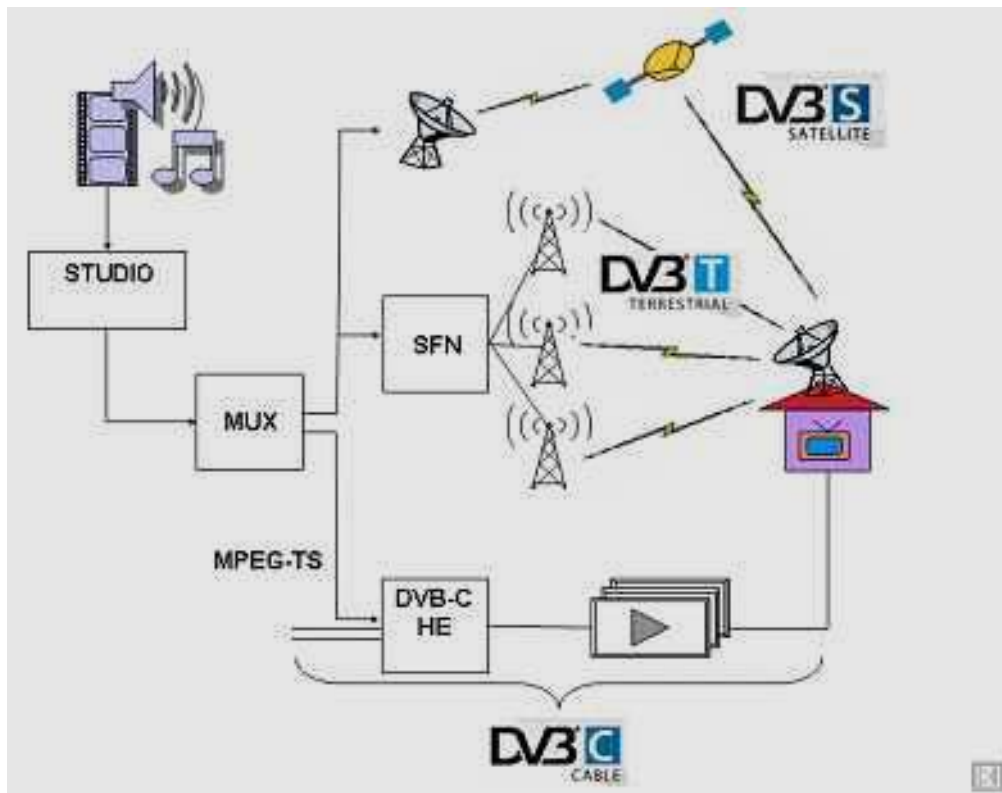 DVB S
SATELLITE
STUDIO
DVB T
TERRESTRIAL
SFN
MUX
MPEG-TS
DVB-C
HE
DVB C
CABLE